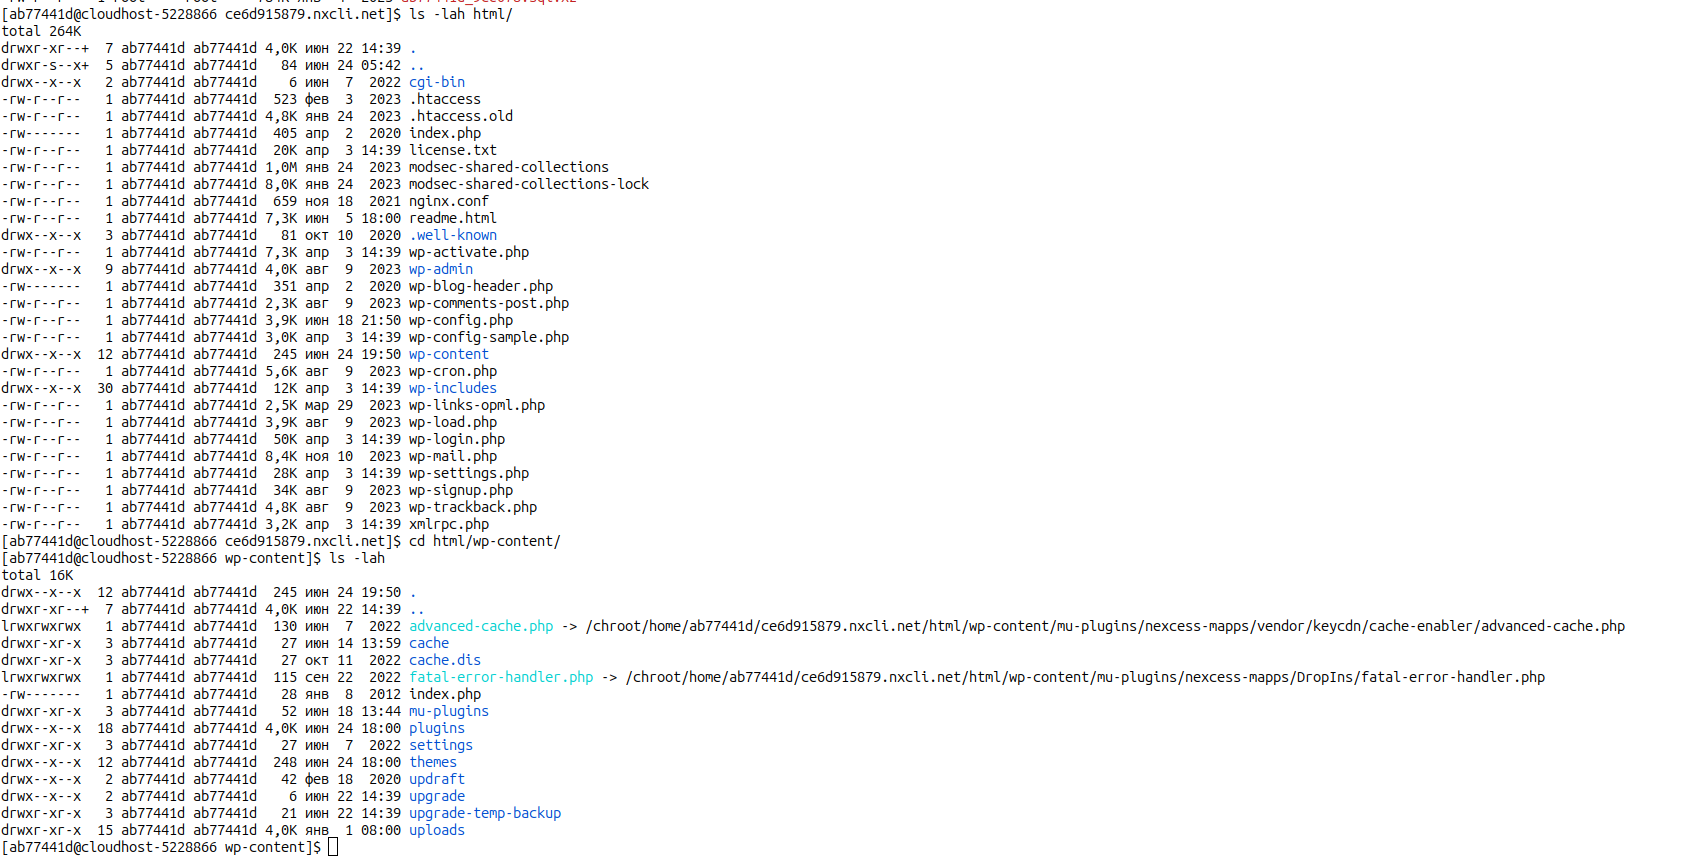 [ab77441d@cloudhost-5228866 ce6d915879.nxcli.net]$ ls -lah html/
total 264K
drwxr-xr--+  7 ab77441d ab77441d 4,0K июн 22 14:39 .
drwxr-s--x+  5 ab77441d ab77441d   84 июн 24 05:42 ..
drwx--x--x   2 ab77441d ab77441d    6 июн  7  2022 cgi-bin
-rw-r--r--   1 ab77441d ab77441d  523 фев  3  2023 .htaccess
-rw-r--r--   1 ab77441d ab77441d 4,8K янв 24  2023 .htaccess.old
-rw-------   1 ab77441d ab77441d  405 апр  2  2020 index.php
-rw-r--r--   1 ab77441d ab77441d  20K апр  3 14:39 license.txt
-rw-r--r--   1 ab77441d ab77441d 1,0M янв 24  2023 modsec-shared-collections
-rw-r--r--   1 ab77441d ab77441d 8,0K янв 24  2023 modsec-shared-collections-lock
-rw-r--r--   1 ab77441d ab77441d  659 ноя 18  2021 nginx.conf
-rw-r--r--   1 ab77441d ab77441d 7,3K июн  5 18:00 readme.html
drwx--x--x   3 ab77441d ab77441d   81 окт 10  2020 .well-known
-rw-r--r--   1 ab77441d ab77441d 7,3K апр  3 14:39 wp-activate.php
drwx--x--x   9 ab77441d ab77441d 4,0K авг  9  2023 wp-admin
-rw-------   1 ab77441d ab77441d  351 апр  2  2020 wp-blog-header.php
-rw-r--r--   1 ab77441d ab77441d 2,3K авг  9  2023 wp-comments-post.php
-rw-r--r--   1 ab77441d ab77441d 3,9K июн 18 21:50 wp-config.php
-rw-r--r--   1 ab77441d ab77441d 3,0K апр  3 14:39 wp-config-sample.php
drwx--x--x  12 ab77441d ab77441d  245 июн 24 19:50 wp-content
-rw-r--r--   1 ab77441d ab77441d 5,6K авг  9  2023 wp-cron.php
drwx--x--x  30 ab77441d ab77441d  12K апр  3 14:39 wp-includes
-rw-r--r--   1 ab77441d ab77441d 2,5K мар 29  2023 wp-links-opml.php
-rw-r--r--   1 ab77441d ab77441d 3,9K авг  9  2023 wp-load.php
-rw-r--r--   1 ab77441d ab77441d  50K апр  3 14:39 wp-login.php
-rw-r--r--   1 ab77441d ab77441d 8,4K ноя 10  2023 wp-mail.php
-rw-r--r--   1 ab77441d ab77441d  28K апр  3 14:39 wp-settings.php
-rw-r--r--   1 ab77441d ab77441d  34K авг  9  2023 wp-signup.php
-rw-r--r--   1 ab77441d ab77441d 4,8K авг  9  2023 wp-trackback.php
-rw-r--r--   1 ab77441d ab77441d 3,2K апр  3 14:39 xmlrpc.php
[ab77441d@cloudhost-5228866 ce6d915879.nxcli.net]$ cd html/wp-content/
[ab77441d@cloudhost-5228866 wp-content]$ ls -lah
total 16K
drwx--x--x  12 ab77441d ab77441d  245 июн 24 19:50 .
drwxr-xr--+  7 ab77441d ab77441d 4,0K июн 22 14:39 ..
lrwxrwxrwx   1 ab77441d ab77441d  130 июн  7  2022 advanced-cache.php -> /chroot/home/ab77441d/ce6d915879.nxcli.net/html/wp-content/mu-plugins/nexcess-mapps/vendor/keycdn/cache-enabler/advanced-cache.php
drwxr-xr-x   3 ab77441d ab77441d   27 июн 14 13:59 cache
drwxr-xr-x   3 ab77441d ab77441d   27 окт 11  2022 cache.dis
lrwxrwxrwx   1 ab77441d ab77441d  115 сен 22  2022 fatal-error-handler.php -> /chroot/home/ab77441d/ce6d915879.nxcli.net/html/wp-content/mu-plugins/nexcess-mapps/DropIns/fatal-error-handler.php
-rw-------   1 ab77441d ab77441d   28 янв  8  2012 index.php
drwxr-xr-x   3 ab77441d ab77441d   52 июн 18 13:44 mu-plugins
drwx--x--x  18 ab77441d ab77441d 4,0K июн 24 18:00 plugins
drwxr-xr-x   3 ab77441d ab77441d   27 июн  7  2022 settings
drwx--x--x  12 ab77441d ab77441d  248 июн 24 18:00 themes
drwx--x--x   2 ab77441d ab77441d   42 фев 18  2020 updraft
drwx--x--x   2 ab77441d ab77441d    6 июн 22 14:39 upgrade
drwxr-xr-x   3 ab77441d ab77441d   21 июн 22 14:39 upgrade-temp-backup
drwxr-xr-x  15 ab77441d ab77441d 4,0K янв  1 08:00 uploads
[ab77441d@cloudhost-5228866 wp-content]$